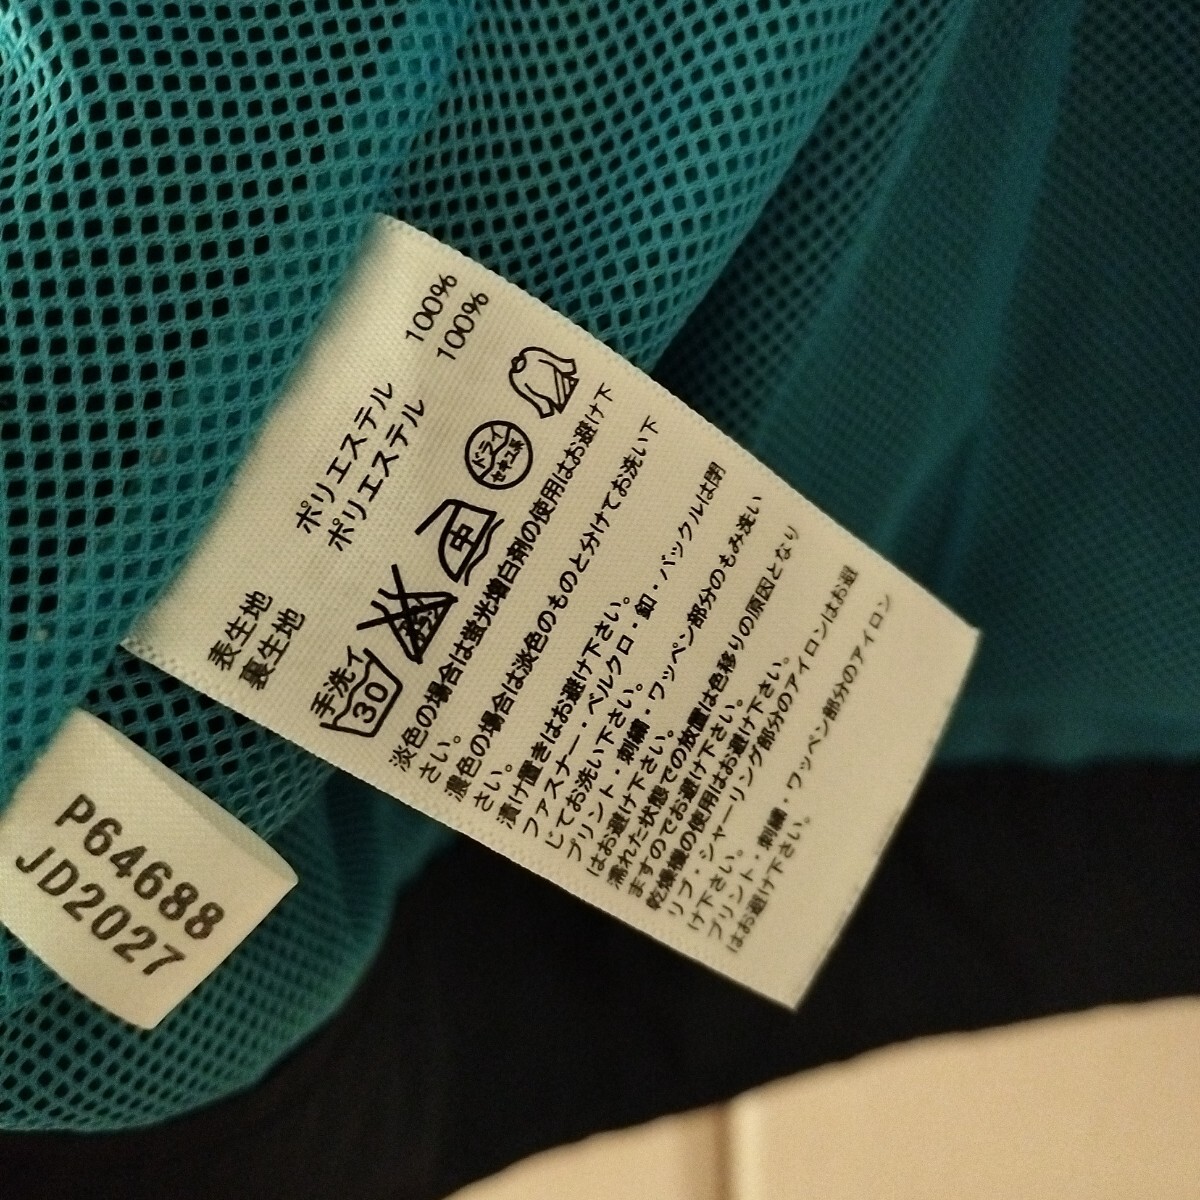 表生地 ポリエステル 100%
裏生地 ポリエステル 100%
手洗イ
30
エンソサラシ
中
ドライ
セキユ系
淡色の場合は蛍光増白剤の使用はお避け下
さい。
濃色の場合は淡色のものと分けてお洗い下
さい。
漬け置きはお避け下さい。
ファスナー・ベルクロ・釦・バックルは閉
じてお洗い下さい。
プリント・刺繍・ワッペン部分のもみ洗い
はお避け下さい。
濡れた状態での放置は色移りの原因となり
ますのでお避け下さい。
乾燥機の使用はお避け下さい。
リブ・シャーリング部分のアイロンはお避
け下さい。
プリント・刺繍・ワッペン部分のアイロン
はお避け下さい。
P64688
JD2027